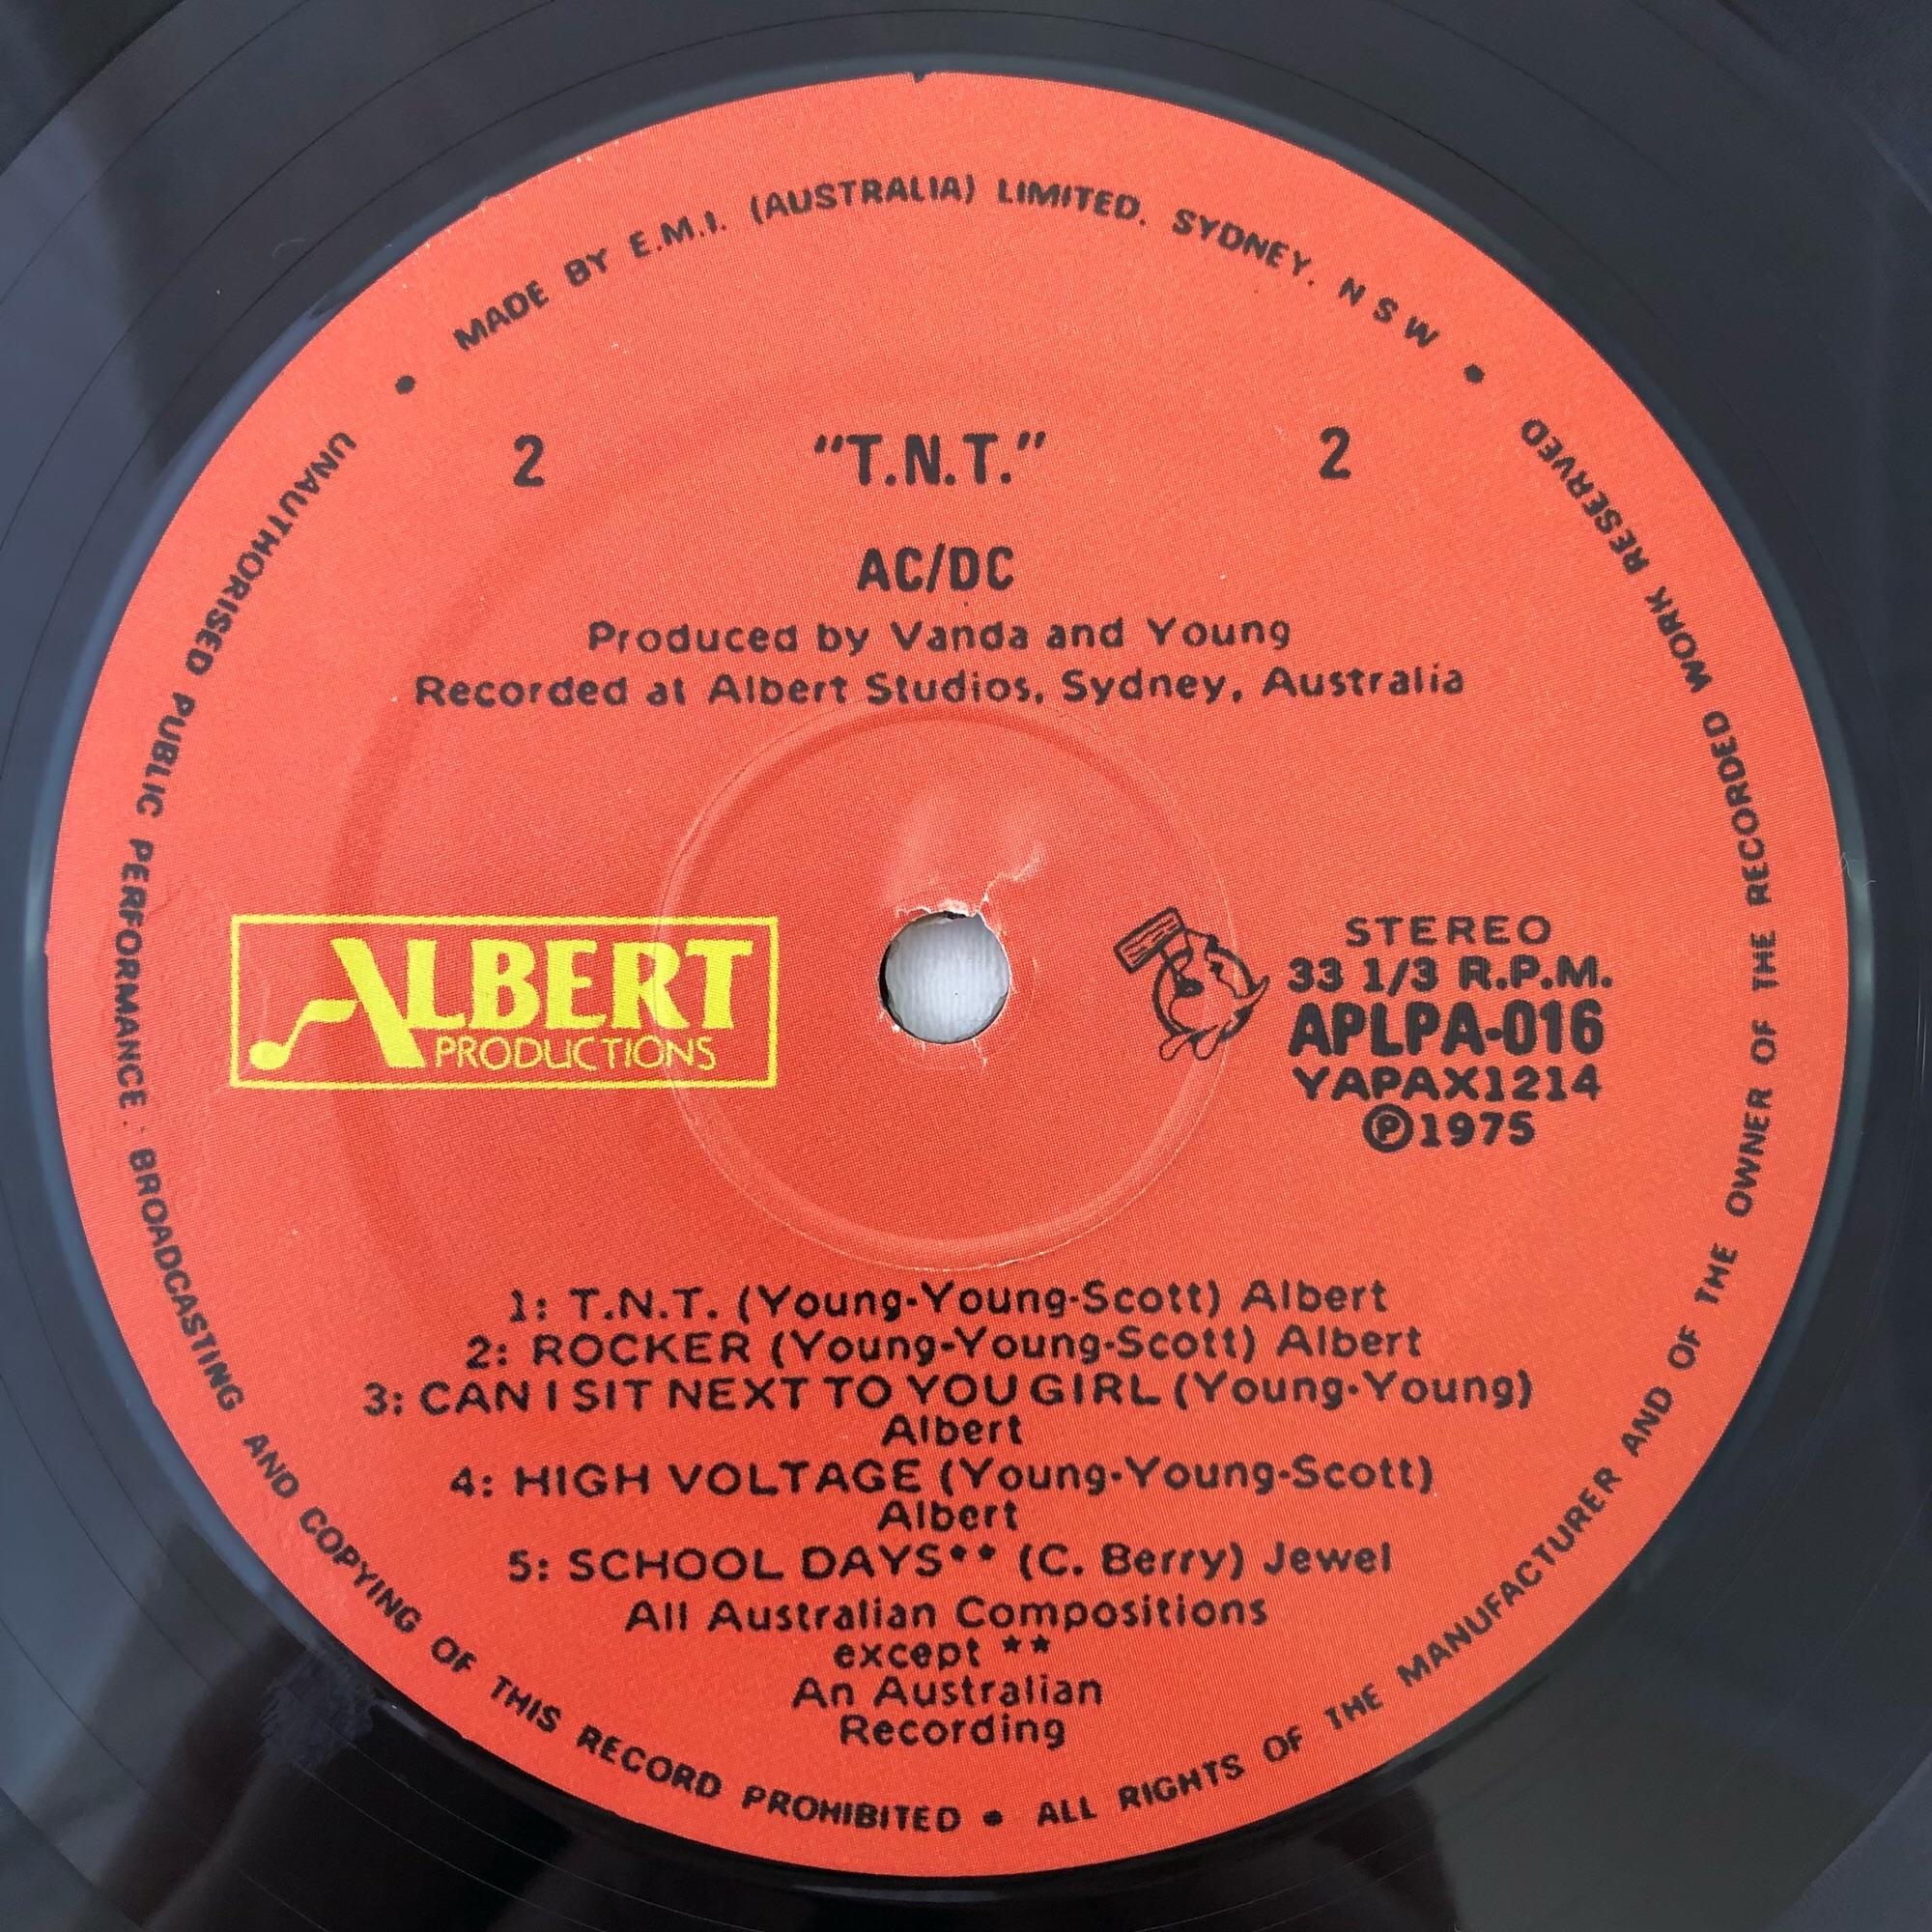 MADE BY E.M.I. (AUSTRALIA) LIMITED. SYDNEY. N S W
2 "T.N.T." 2
AC/DC
Produced by Vanda and Young
Recorded at Albert Studios, Sydney, Australia
ALBERT
PRODUCTIONS
STEREO
33 1/3 R.P.M.
APLPA-016
YAPAX1214
Ⓟ1975
1: T.N.T. (Young-Young-Scott) Albert
2: ROCKER (Young-Young-Scott) Albert
3: CAN I SIT NEXT TO YOU GIRL (Young-Young)
Albert
4: HIGH VOLTAGE (Young-Young-Scott)
Albert
5: SCHOOL DAYS** (C. Berry) Jewel
All Australian Compositions
except **
An Australian
Recording
UNAUTHORISED PUBLIC PERFORMANCE. BROADCASTING AND COPYING OF THIS RECORD PROHIBITED • ALL RIGHTS OF THE MANUFACTURER AND OF THE OWNER OF THE RECORDED WORK RESERVED